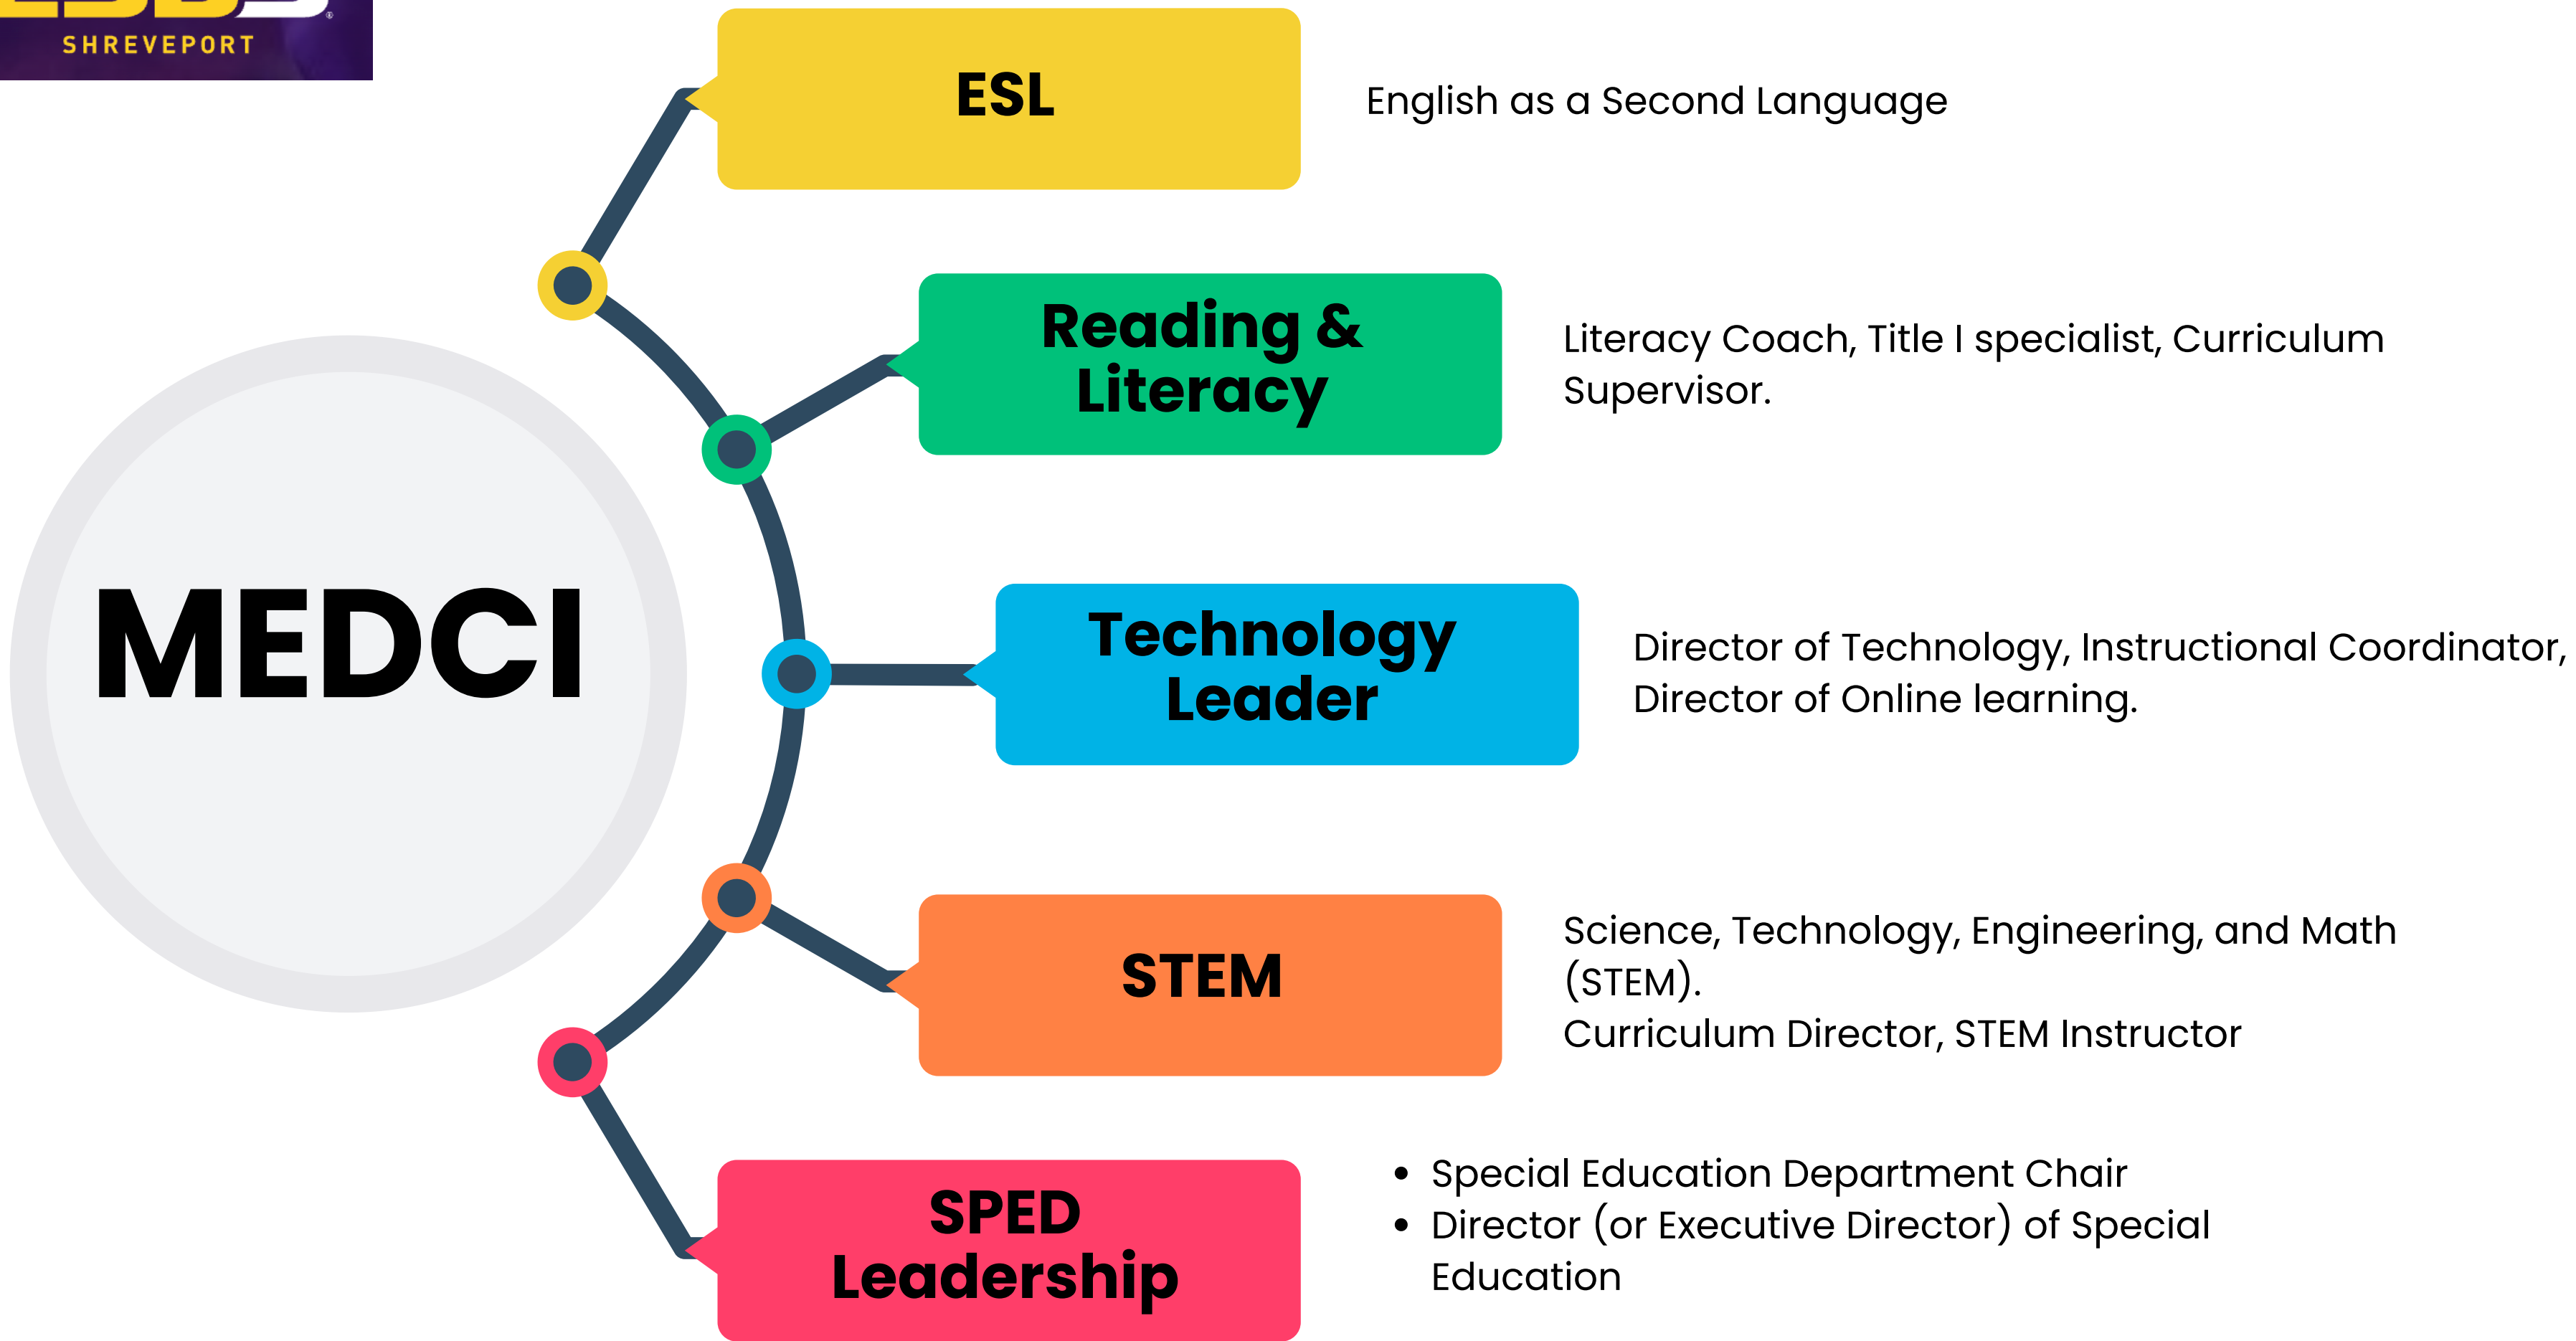 SHREVEPORT
ESL
English as a Second Language
Reading &
Literacy
Literacy Coach, Title I specialist, Curriculum
Supervisor.
MEDCI
Technology
Leader
Director of Technology, Instructional Coordinator,
Director of Online learning.
STEM
Science, Technology, Engineering, and Math
(STEM).
Curriculum Director, STEM Instructor
SPED
Leadership
• Special Education Department Chair
• Director (or Executive Director) of Special
Education